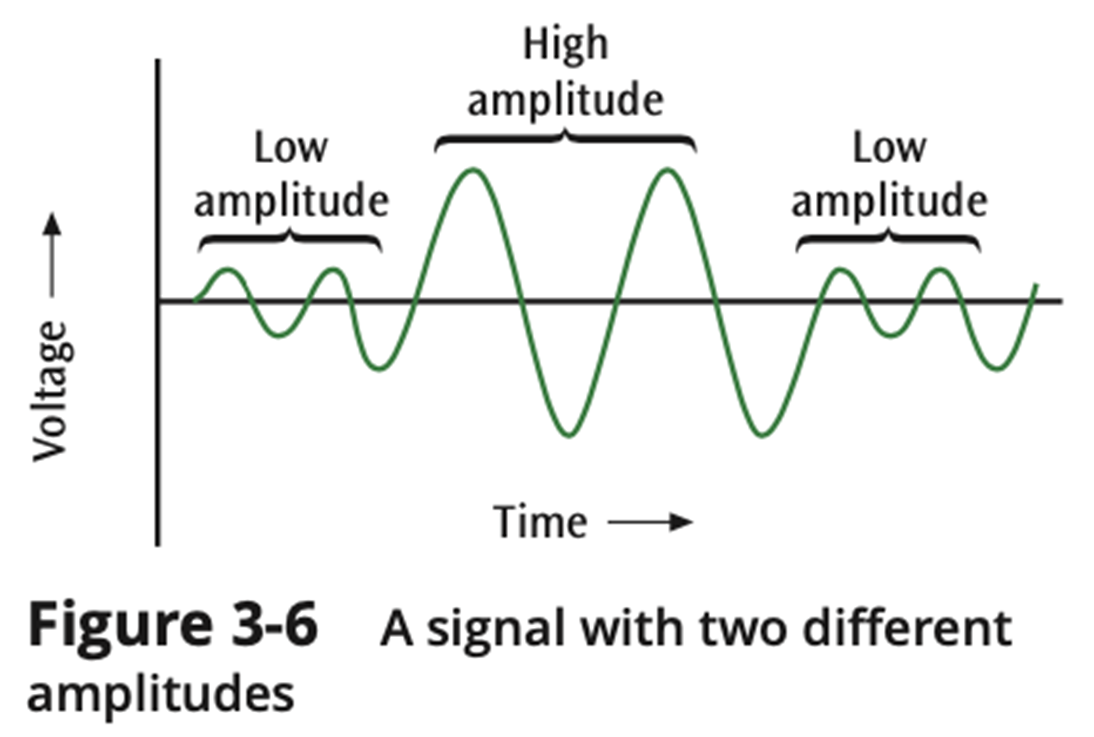 High
amplitude
Low
amplitude
Low
amplitude
Voltage
Time
Figure 3-6 A signal with two different
amplitudes